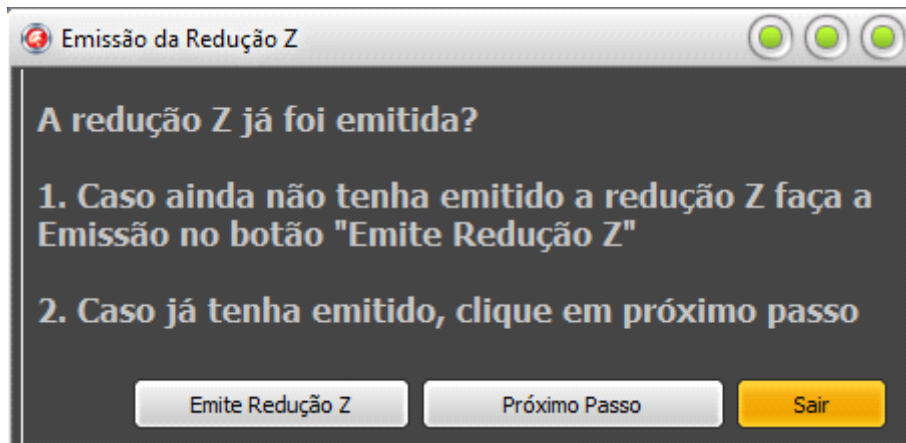 Emissão da Redução Z
A redução Z já foi emitida?
1. Caso ainda não tenha emitido a redução Z faça a
Emissão no botão "Emite Redução Z"
2. Caso já tenha emitido, clique em próximo passo
Emite Redução Z
Próximo Passo
Sair